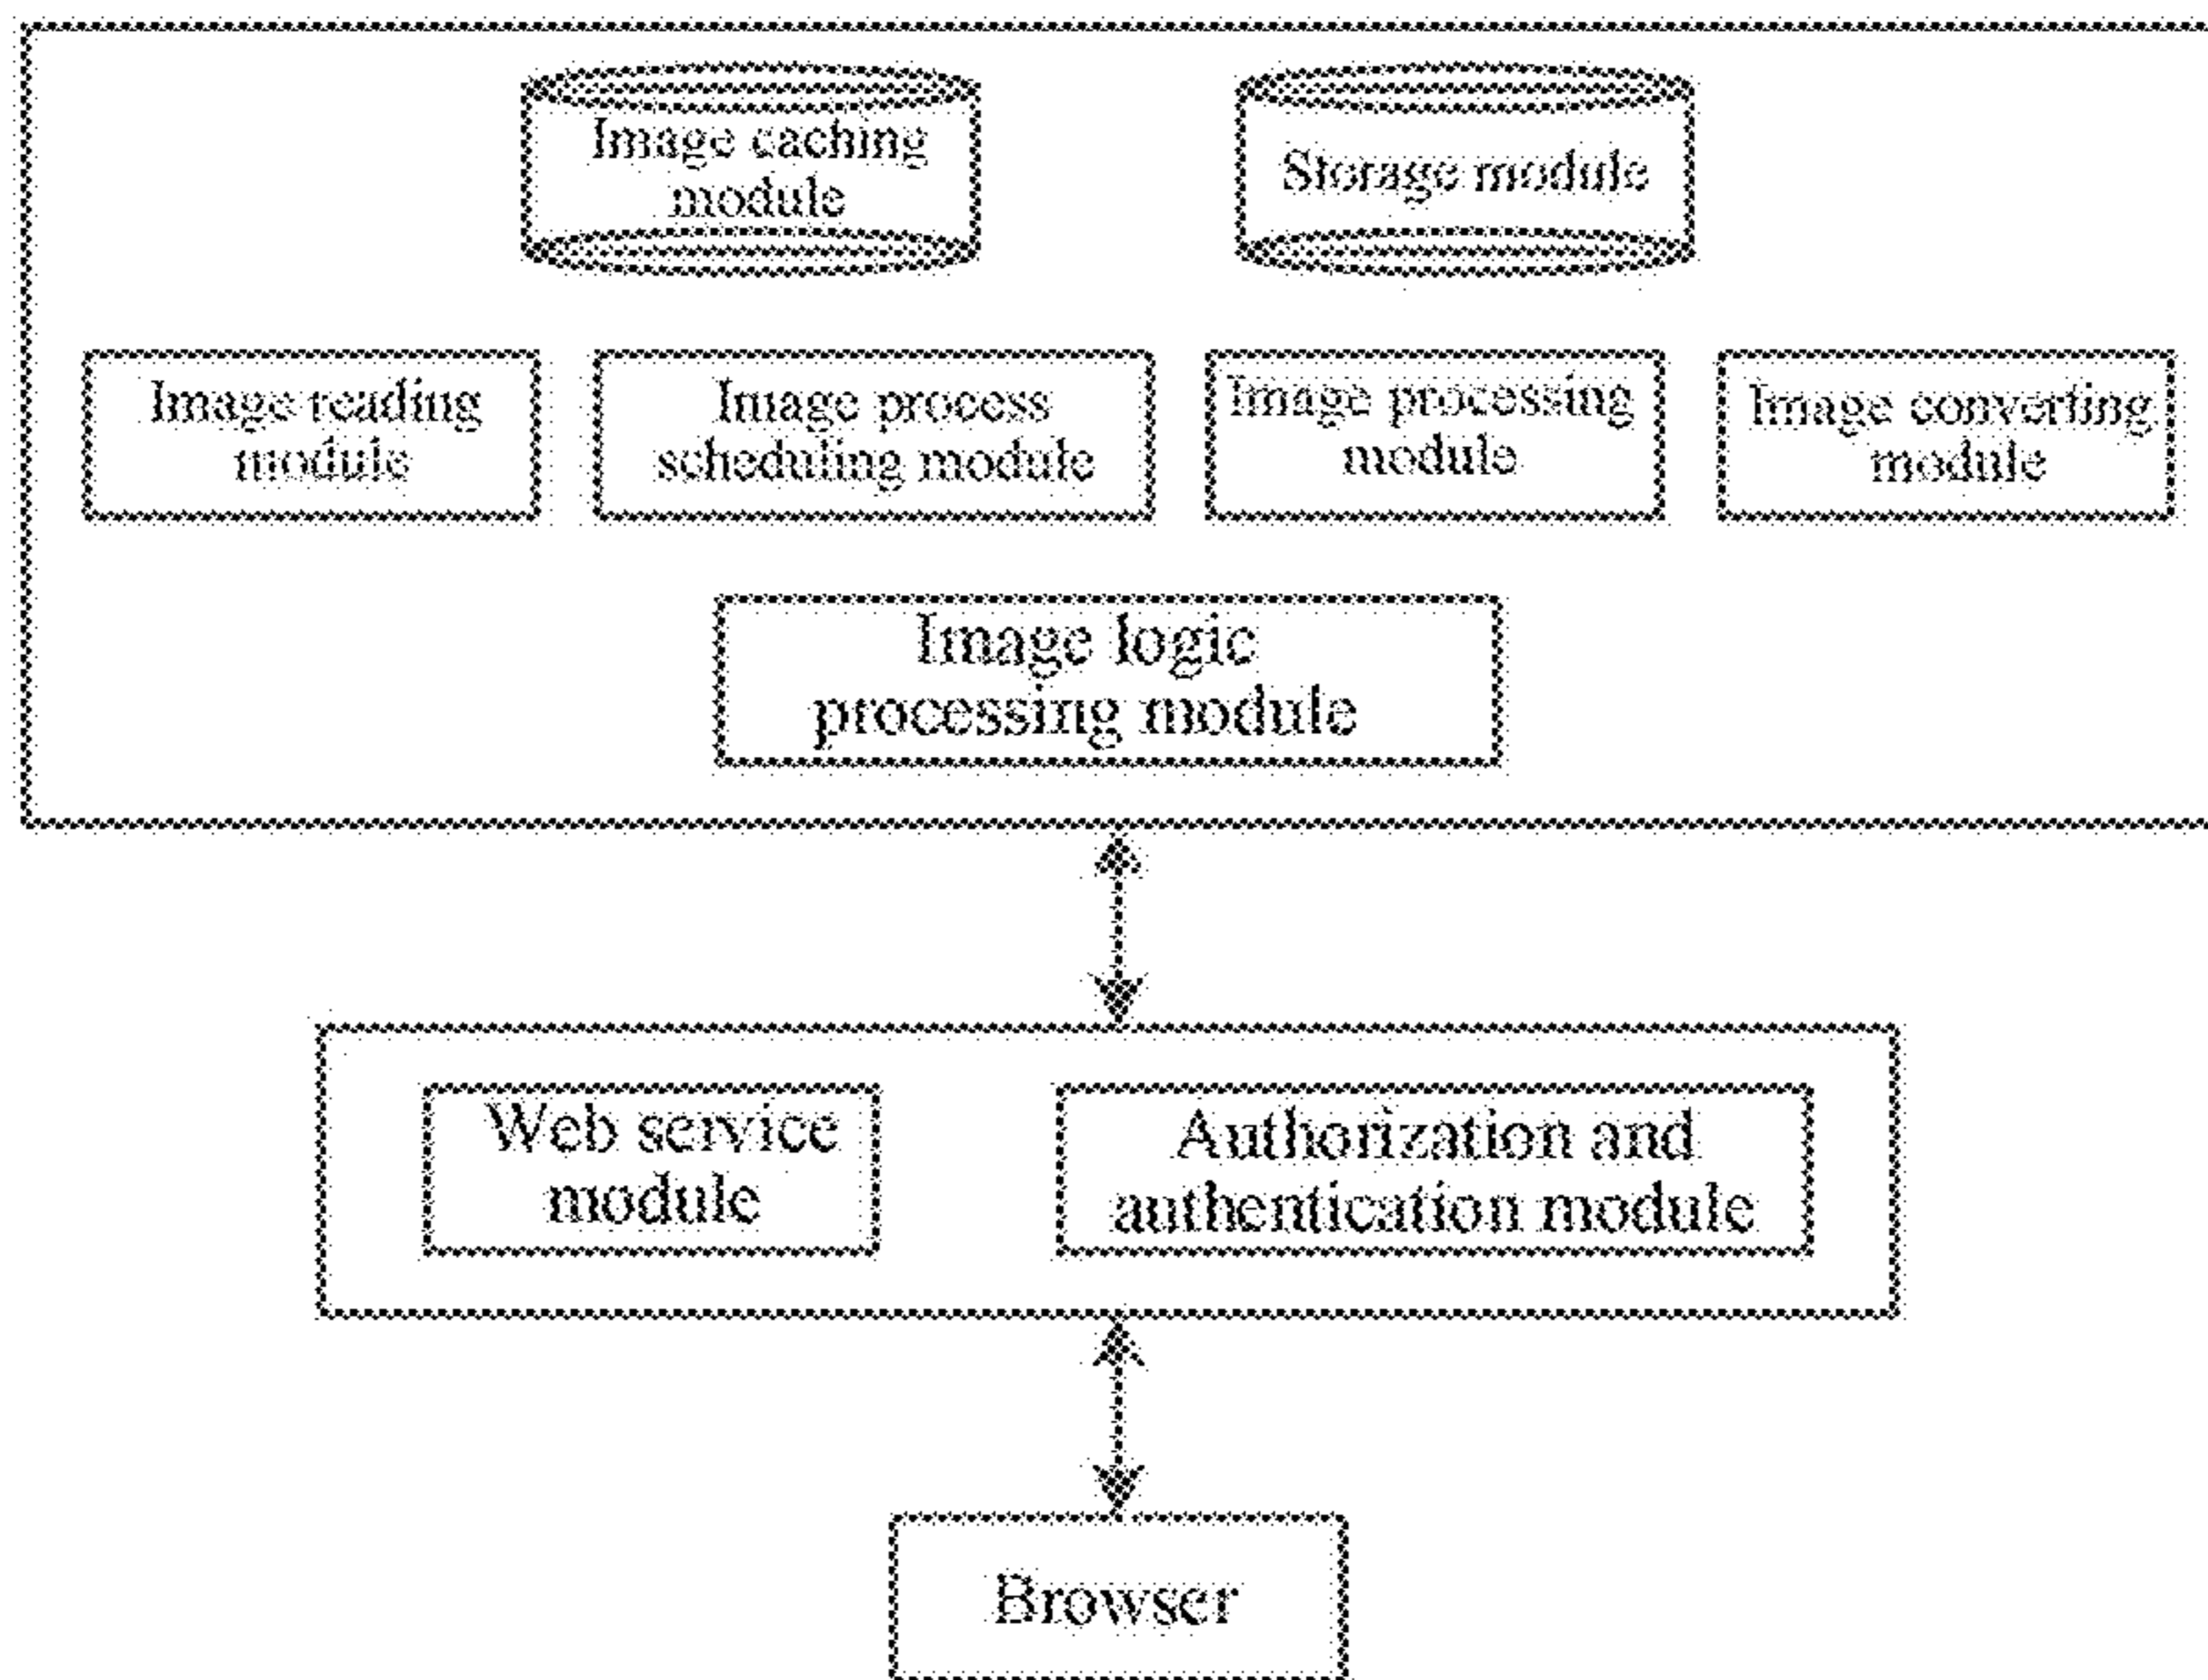 Image caching
module
Storage module
Image reading
module
Image process
scheduling module
Image processing
module
Image converting
module
Image logic
processing module
Web service
module
Authorization and
authentication module
Browser